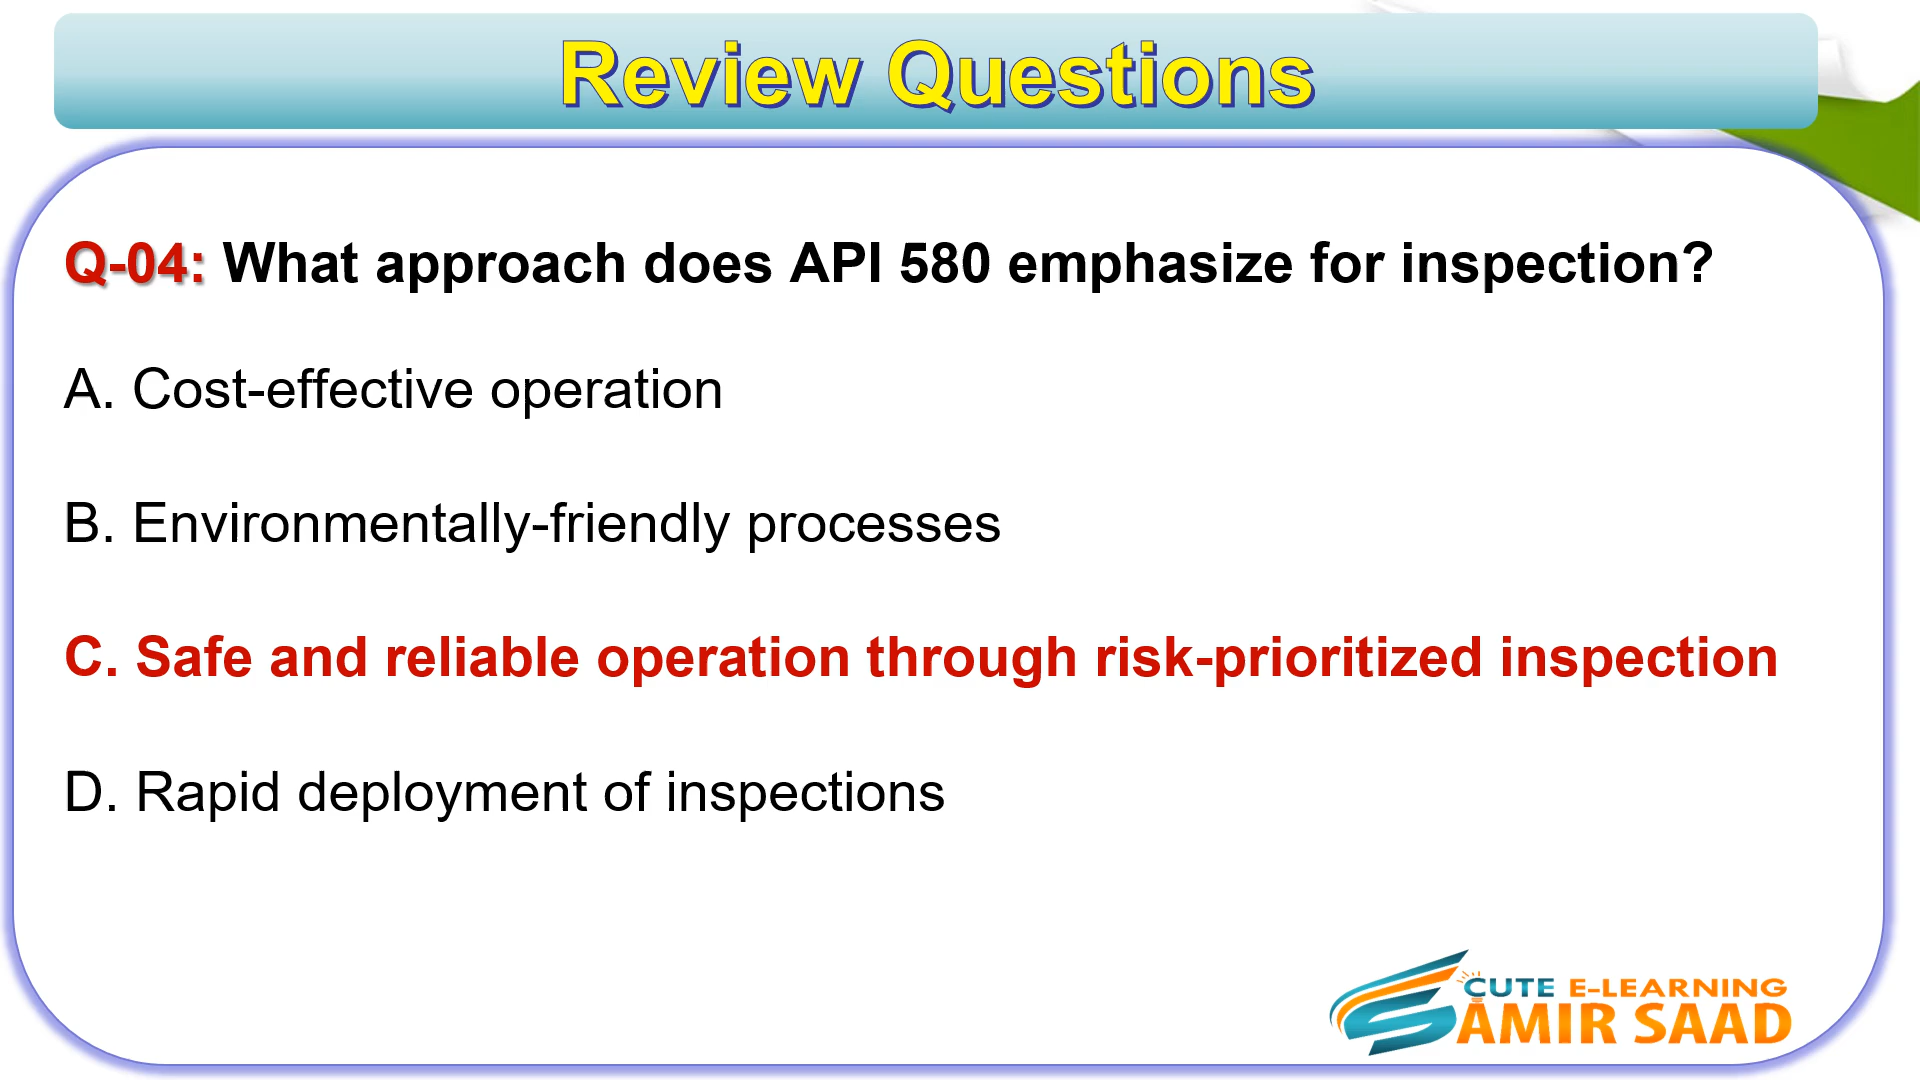 Review Questions
Q-04: What approach does API 580 emphasize for inspection?
A. Cost-effective operation
B. Environmentally-friendly processes
C. Safe and reliable operation through risk-prioritized inspection
D. Rapid deployment of inspections
CUTE E-LEARNING
AMIR SAAD